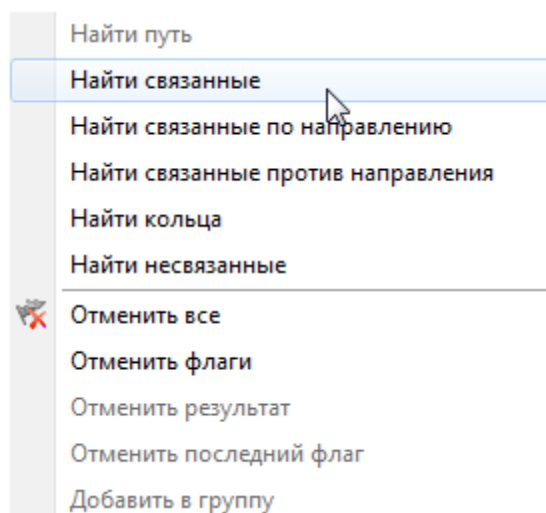 Найти путь
Найти связанные
Найти связанные по направлению
Найти связанные против направления
Найти кольца
Найти несвязанные
Отменить все
Отменить флаги
Отменить результат
Отменить последний флаг
Добавить в группу